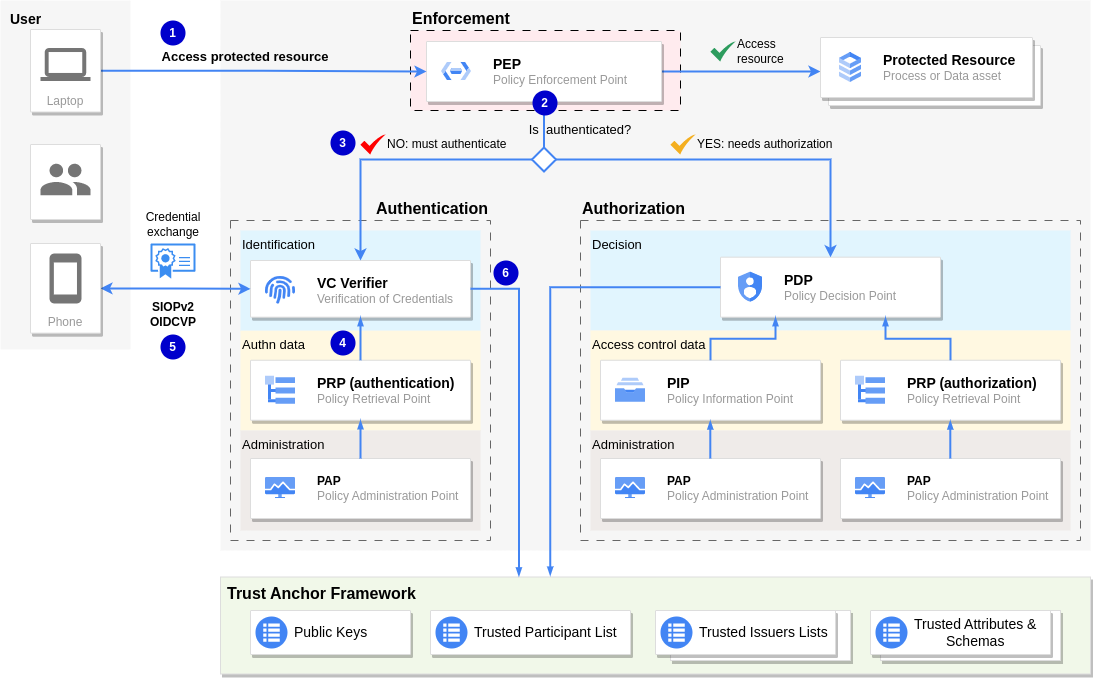 User
Laptop
Phone
1
Access protected resource
Enforcement
PEP
Policy Enforcement Point
Access
resource
Protected Resource
Process or Data asset
2
Is authenticated?
3
NO: must authenticate
YES: needs authorization
Credential
exchange
SIOPv2
OIDCVP
5
Authentication
Identification
VC Verifier
Verification of Credentials
6
4
Authn data
PRP (authentication)
Policy Retrieval Point
Administration
PAP
Policy Administration Point
Authorization
Decision
PDP
Policy Decision Point
Access control data
PIP
Policy Information Point
PRP (authorization)
Policy Retrieval Point
Administration
PAP
Policy Administration Point
PAP
Policy Administration Point
Trust Anchor Framework
Public Keys
Trusted Participant List
Trusted Issuers Lists
Trusted Attributes &
Schemas